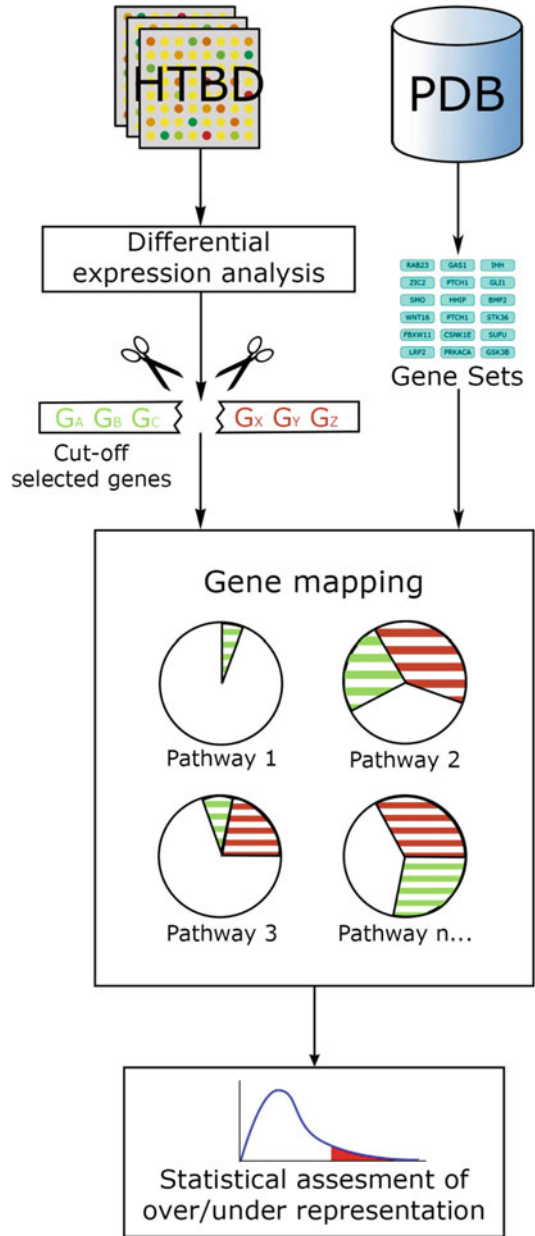 HTBD
PDB
Differential
expression analysis
RAB23 GAS1 IHH
ZIC2 PTCH1 GLI1
SMO HHIP BMP2
WNT16 PTCH1 STK36
FBXW11 CSNK1E SUFU
LRP2 PRKACA GSK3B
Gene Sets
GA GB GC
GX GY GZ
Cut-off
selected genes
Gene mapping
Pathway 1
Pathway 2
Pathway 3
Pathway n...
Statistical assesment of
over/under representation